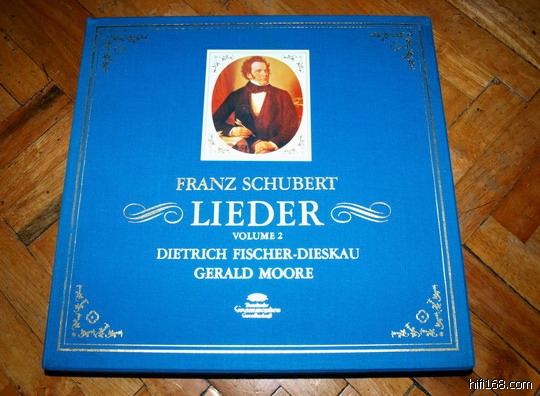 FRANZ SCHUBERT
LIEDER
VOLUME 2
DIETRICH FISCHER-DIESKAU
GERALD MOORE
Deutsche
Grammophon
Gesellschaft
hifi168.com